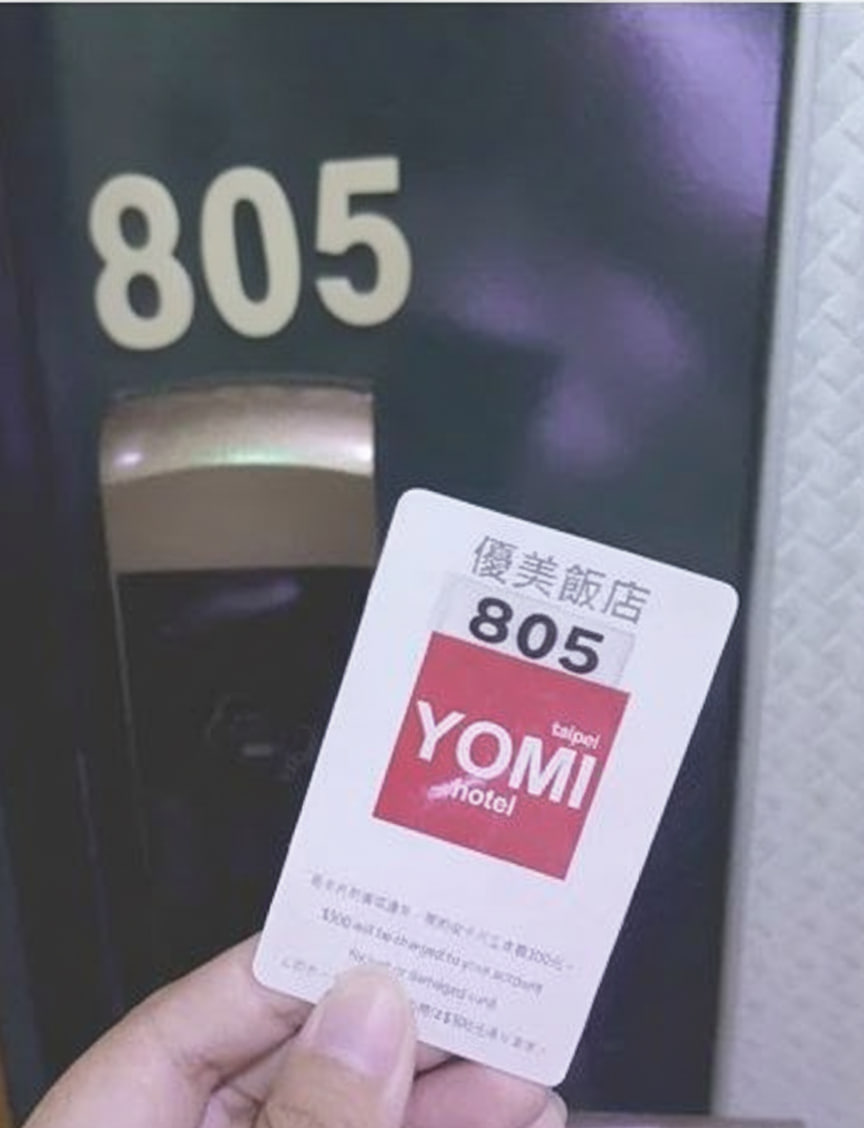 805
優美飯店
805
taipei
YOMI
hotel
$300 will be charged to your account
for lost or damaged card